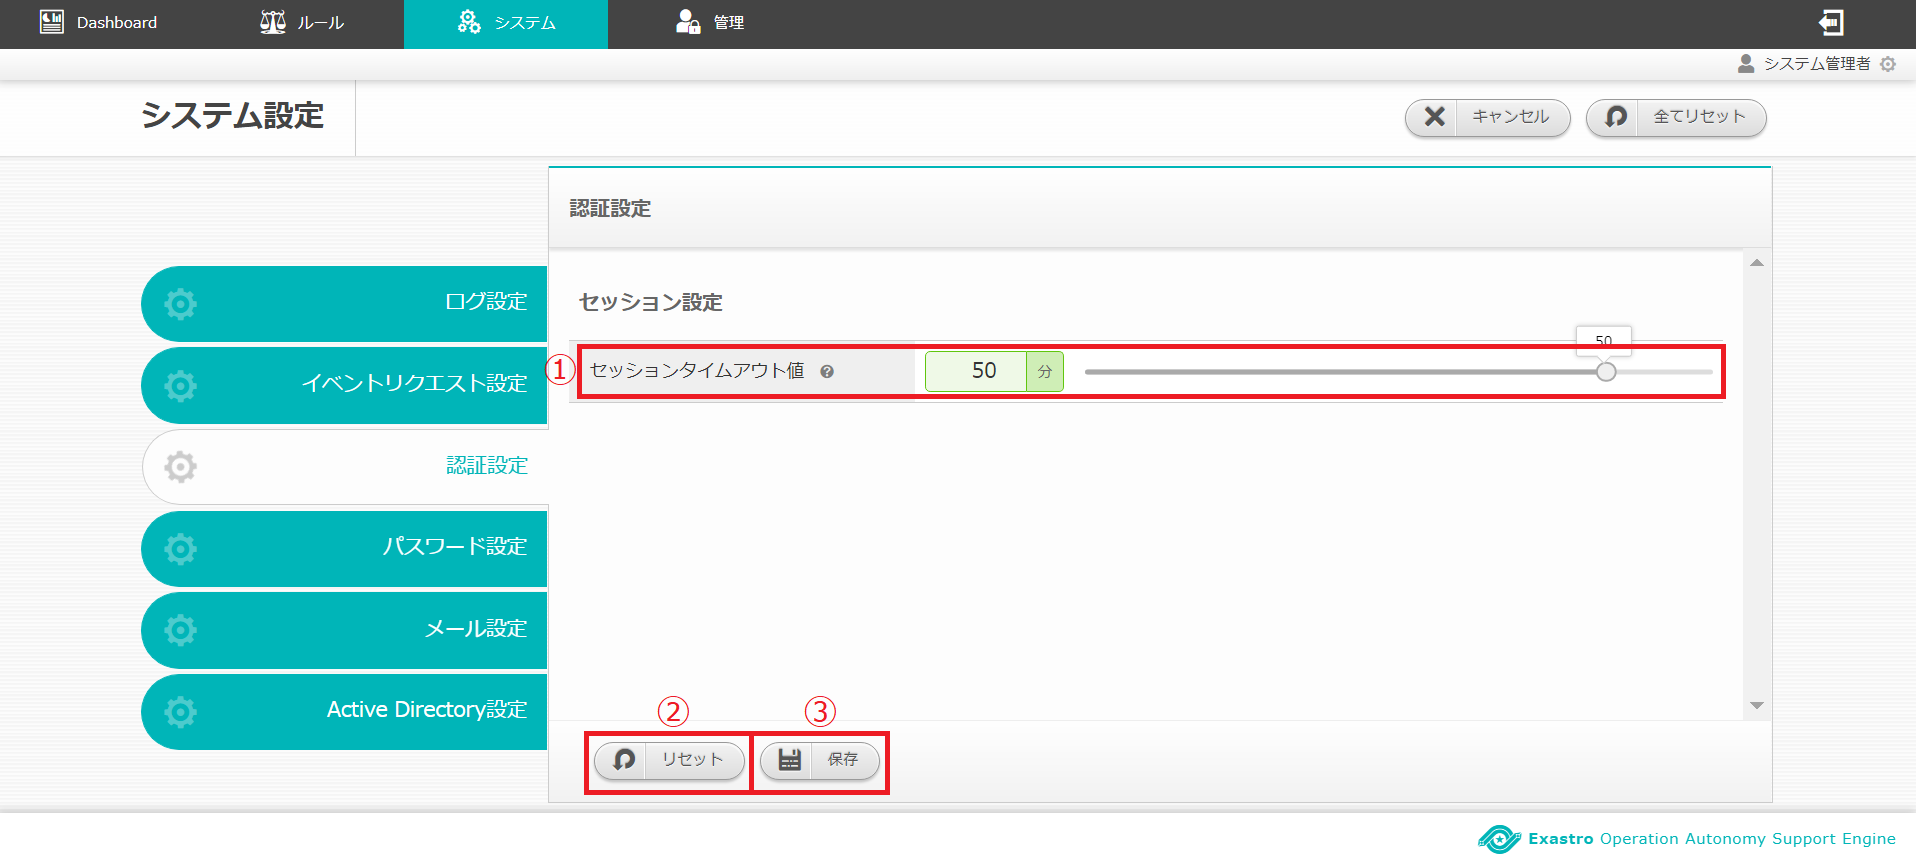 Dashboard
ルール
システム
管理
システム管理者
システム設定
キャンセル
全てリセット
認証設定
ログ設定
イベントリクエスト設定
認証設定
パスワード設定
メール設定
Active Directory設定
セッション設定
50
①
セッションタイムアウト値
?
50
分
②
③
リセット
保存
Exastro Operation Autonomy Support Engine